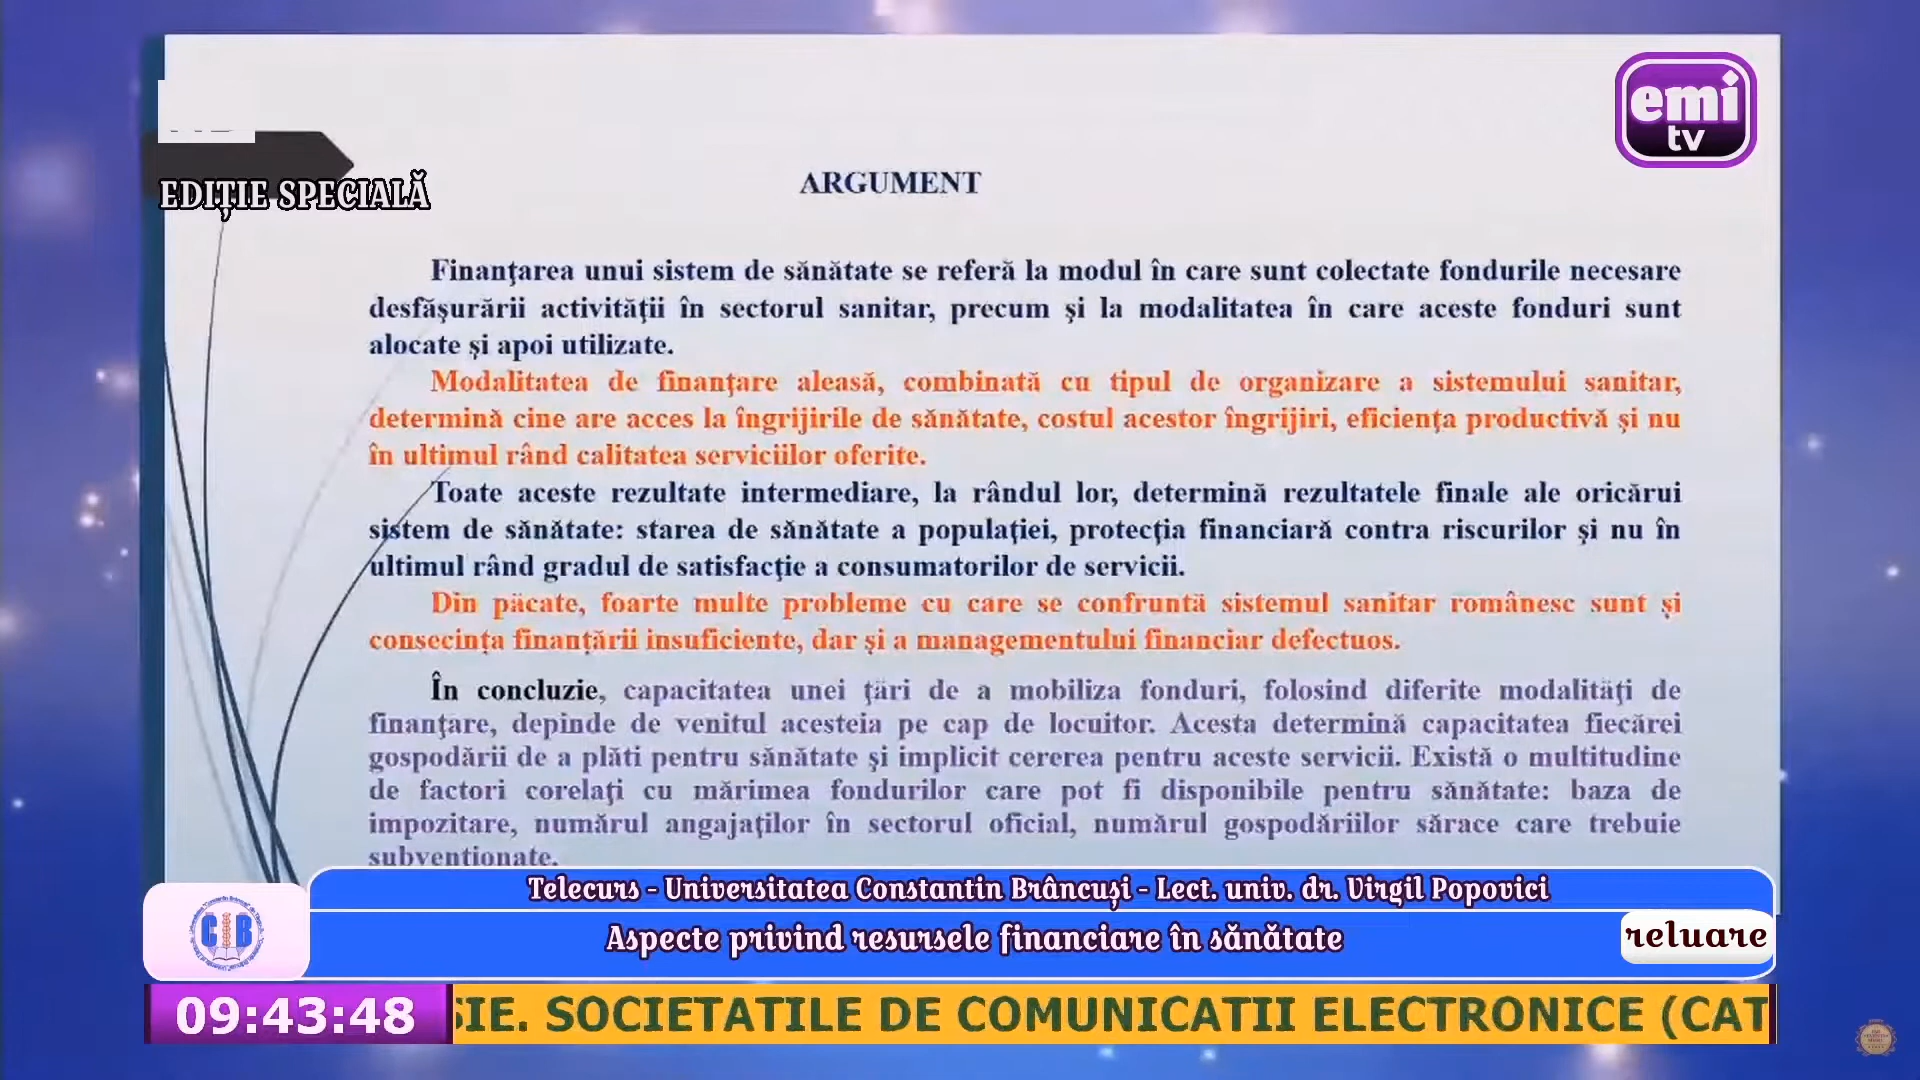 emi
tv
EDIȚIE SPECIALĂ
ARGUMENT
Finanţarea unui sistem de sănătate se referă la modul în care sunt colectate fondurile necesare
desfăşurării activităţii în sectorul sanitar, precum şi la modalitatea în care aceste fonduri sunt
alocate şi apoi utilizate.
Modalitatea de finanţare aleasă, combinată cu tipul de organizare a sistemului sanitar,
determină cine are acces la îngrijirile de sănătate, costul acestor îngrijiri, eficienţa productivă şi nu
în ultimul rând calitatea serviciilor oferite.
Toate aceste rezultate intermediare, la rândul lor, determină rezultatele finale ale oricărui
sistem de sănătate: starea de sănătate a populaţiei, protecţia financiară contra riscurilor şi nu în
ultimul rând gradul de satisfacţie a consumatorilor de servicii.
Din păcate, foarte multe probleme cu care se confruntă sistemul sanitar românesc sunt și
consecința finanțării insuficiente, dar și a managementului financiar defectuos.
În concluzie, capacitatea unei ţări de a mobiliza fonduri, folosind diferite modalităţi de
finanţare, depinde de venitul acesteia pe cap de locuitor. Acesta determină capacitatea fiecărei
gospodării de a plăti pentru sănătate şi implicit cererea pentru aceste servicii. Există o multitudine
de factori corelaţi cu mărimea fondurilor care pot fi disponibile pentru sănătate: baza de
impozitare, numărul angajaţilor în sectorul oficial, numărul gospodăriilor sărace care trebuie
subvenţionate.
Telecurs - Universitatea Constantin Brâncuși - Lect. univ. dr. Virgil Popovici
Aspecte privind resursele financiare în sănătate
reluare
CIB
09:43:48
SIE. SOCIETATILE DE COMUNICATII ELECTRONICE (CAT